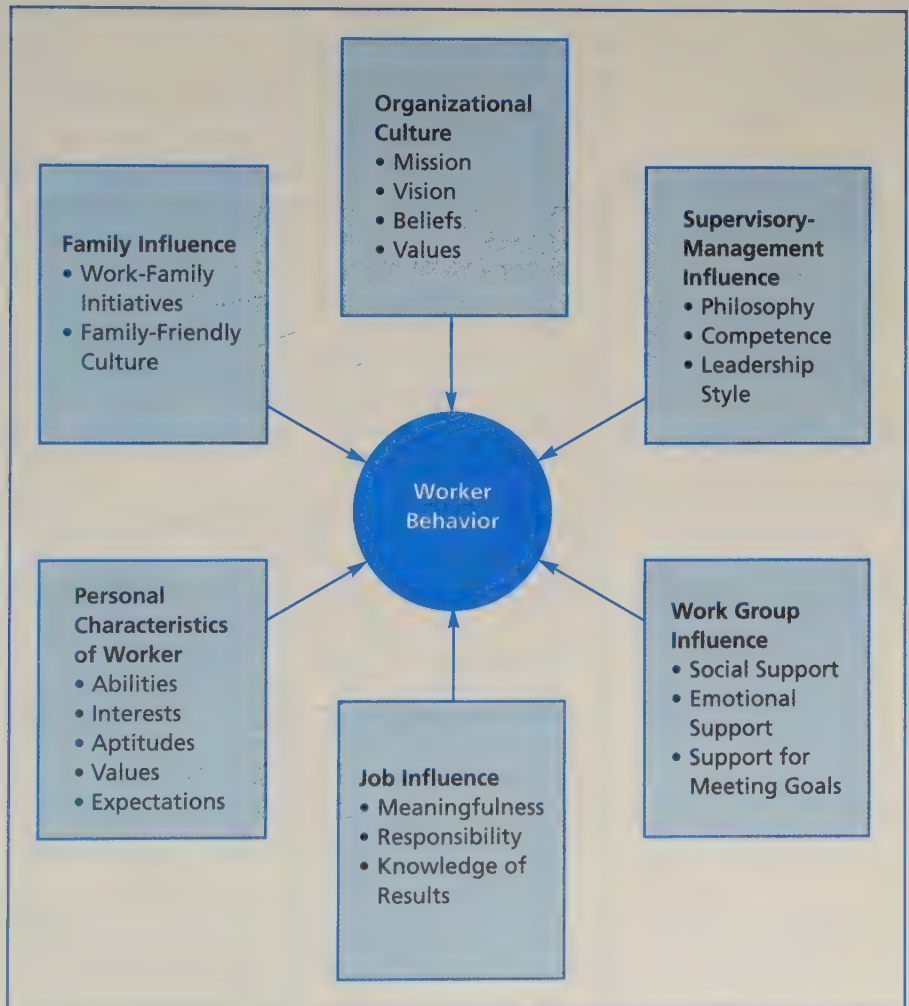 Organizational
Culture
• Mission
• Vision
• Beliefs
• Values
Family Influence
• Work-Family
Initiatives
• Family-Friendly
Culture
Supervisory-
Management
Influence
• Philosophy
• Competence
• Leadership
Style
Worker
Behavior
Personal
Characteristics
of Worker
• Abilities
• Interests
• Aptitudes
• Values
• Expectations
Job Influence
• Meaningfulness
• Responsibility
• Knowledge of
Results
Work Group
Influence
• Social Support
• Emotional
Support
• Support for
Meeting Goals